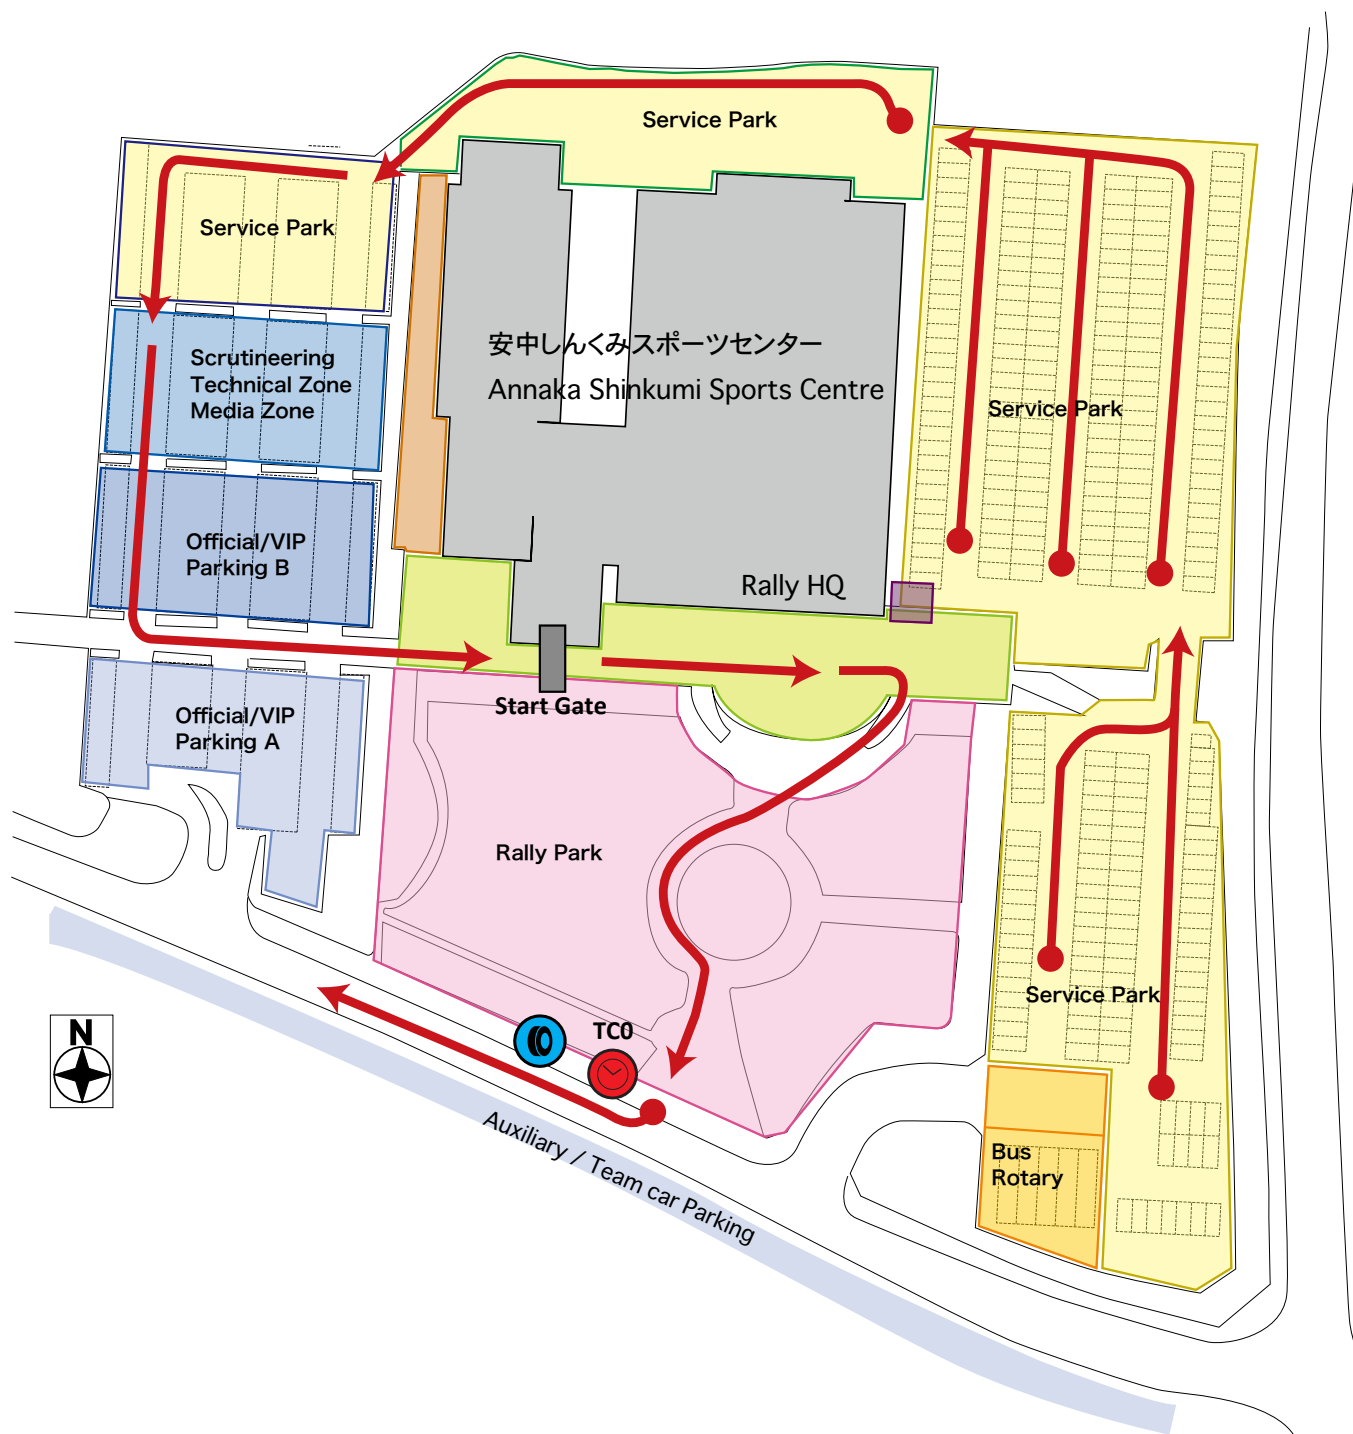 Service Park
Service Park
Scrutineering
Technical Zone
Media Zone
安中しんくみスポーツセンター
Annaka Shinkumi Sports Centre
Service Park
Official/VIP
Parking B
Rally HQ
Start Gate
Official/VIP
Parking A
Rally Park
Service Park
N
TC0
Auxiliary / Team car Parking
Bus
Rotary